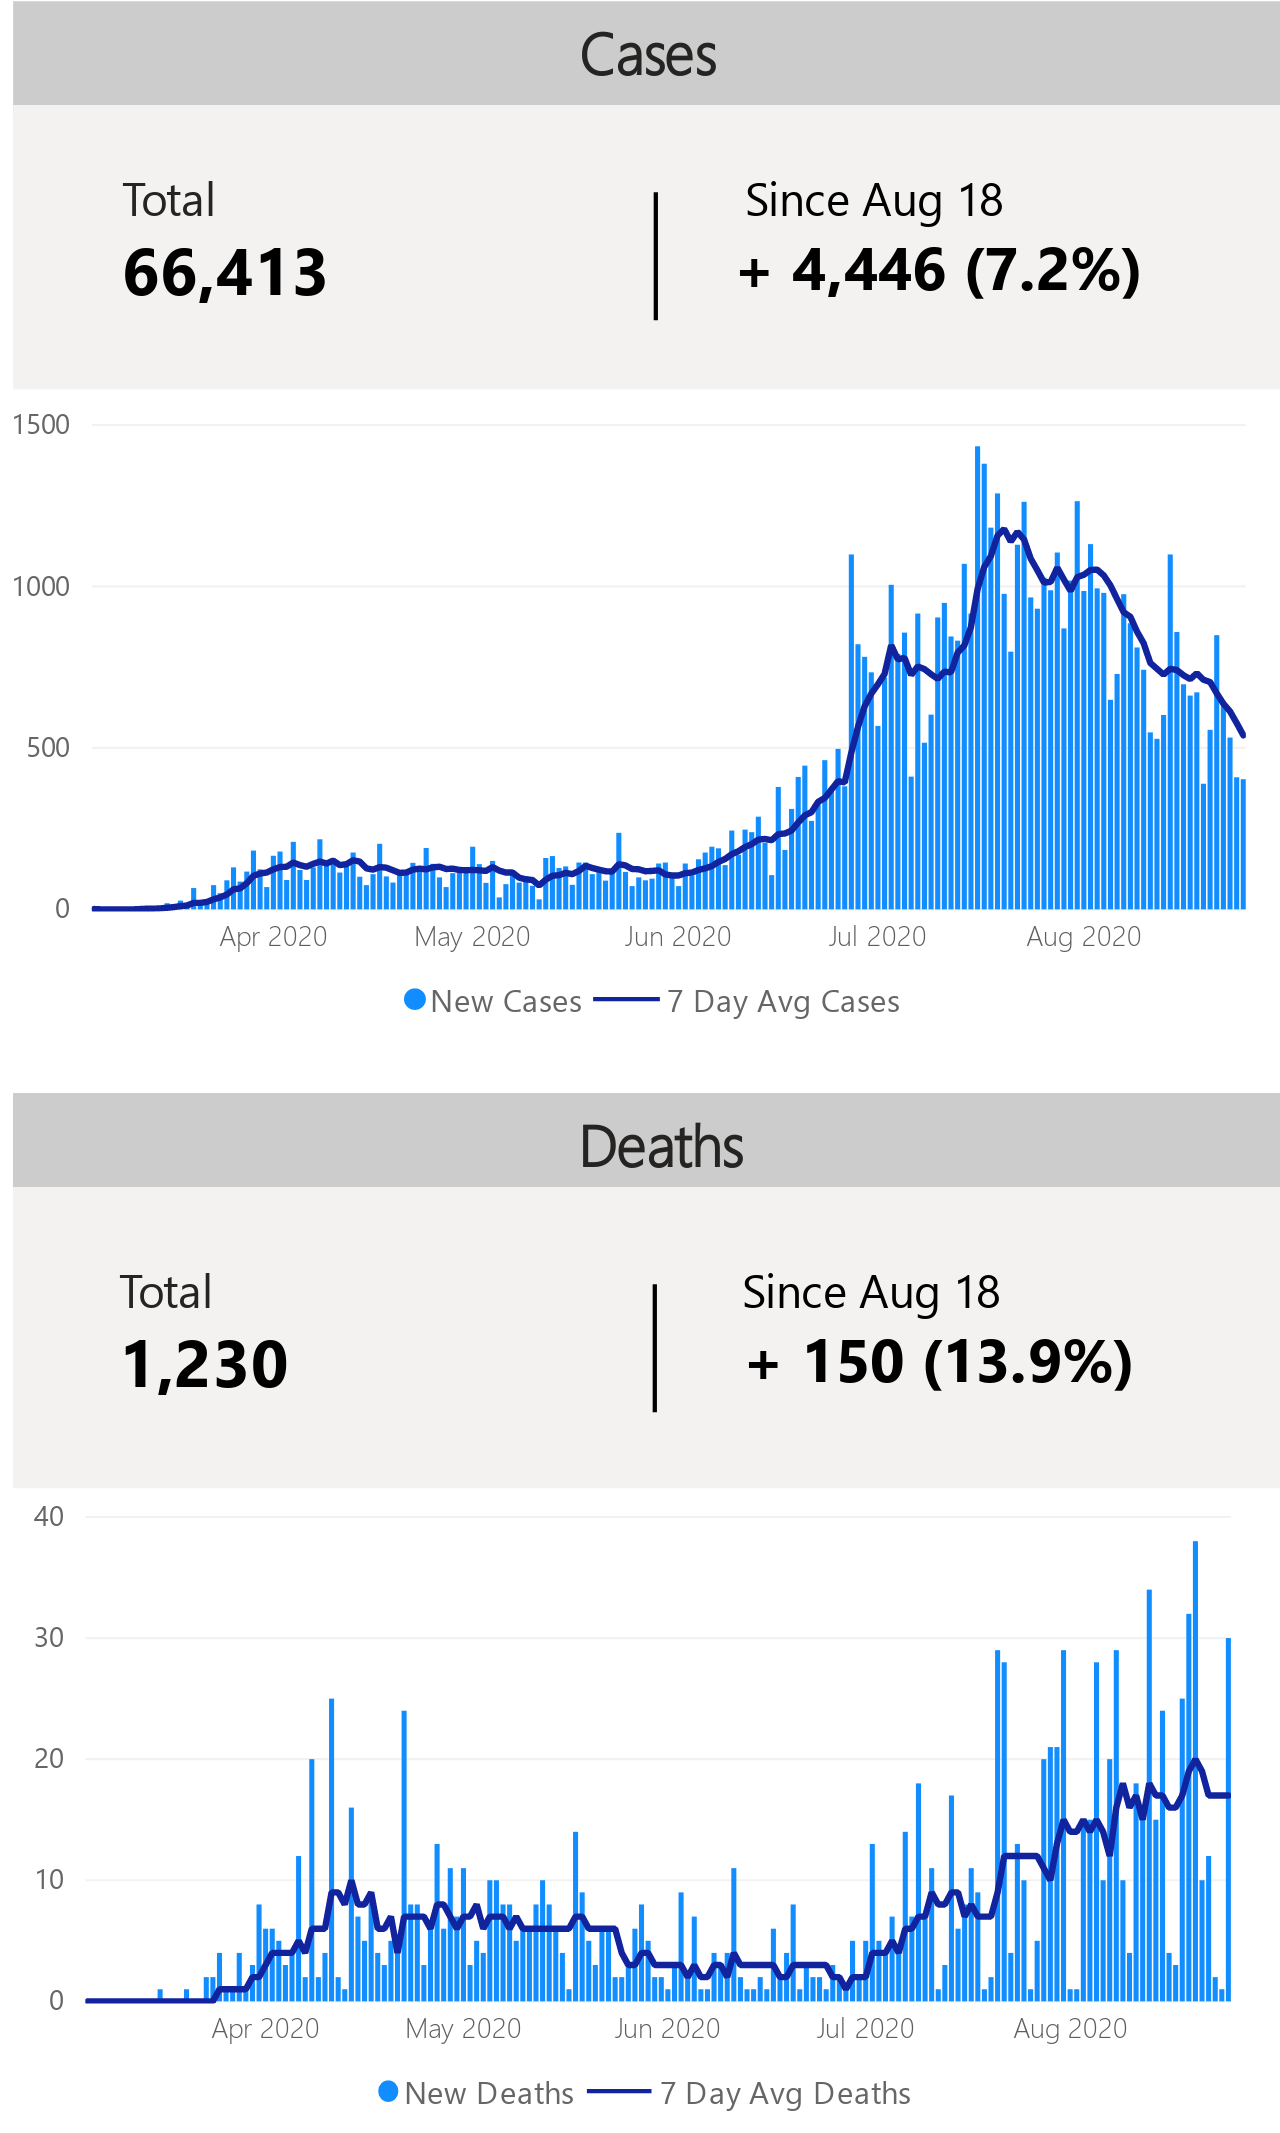 Cases
Total
Since Aug 18
66,413
+ 4,446 (7.2%)
1500
1000
500
0
Apr 2020
May 2020
Jun 2020
Jul 2020
Aug 2020
New Cases
7 Day Avg Cases
Deaths
Total
Since Aug 18
1,230
+ 150 (13.9%)
40
30
20
10
0
Apr 2020
May 2020
Jun 2020
Jul 2020
Aug 2020
New Deaths
7 Day Avg Deaths